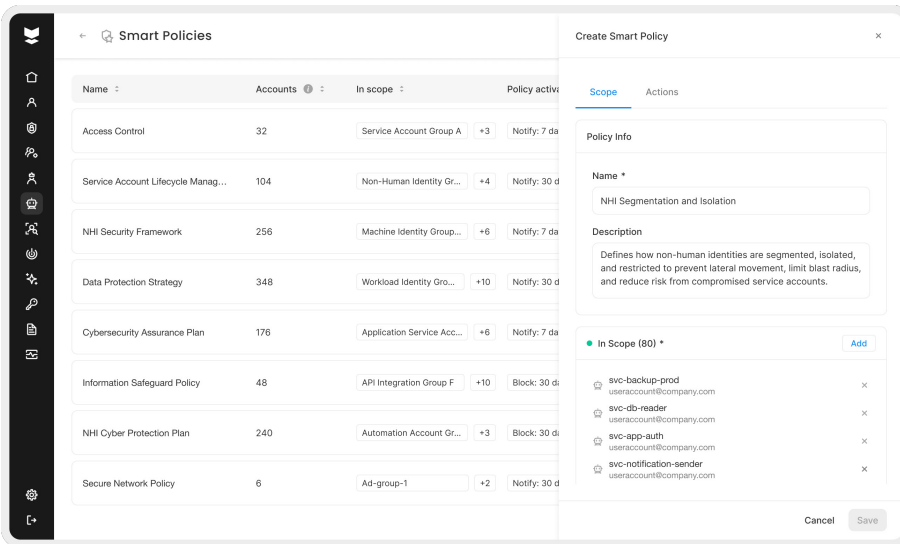 Smart Policies
Name
Accounts
In scope
Policy activa
Access Control
32
Service Account Group A
+3
Notify: 7 da
Service Account Lifecycle Manag...
104
Non-Human Identity Gr...
+4
Notify: 30 d
NHI Security Framework
256
Machine Identity Group...
+6
Notify: 7 da
Data Protection Strategy
348
Workload Identity Gro...
+10
Notify: 30 d
Cybersecurity Assurance Plan
176
Application Service Acc...
+6
Notify: 7 da
Information Safeguard Policy
48
API Integration Group F
+10
Block: 30 da
NHI Cyber Protection Plan
240
Automation Account Gr...
+3
Block: 30 da
Secure Network Policy
6
Ad-group-1
+2
Notify: 30 d
Create Smart Policy
Scope
Actions
Policy Info
Name *
NHI Segmentation and Isolation
Description
Defines how non-human identities are segmented, isolated,
and restricted to prevent lateral movement, limit blast radius,
and reduce risk from compromised service accounts.
In Scope (80) *
Add
svc-backup-prod
useraccount@company.com
svc-db-reader
useraccount@company.com
svc-app-auth
useraccount@company.com
svc-notification-sender
useraccount@company.com
Cancel
Save